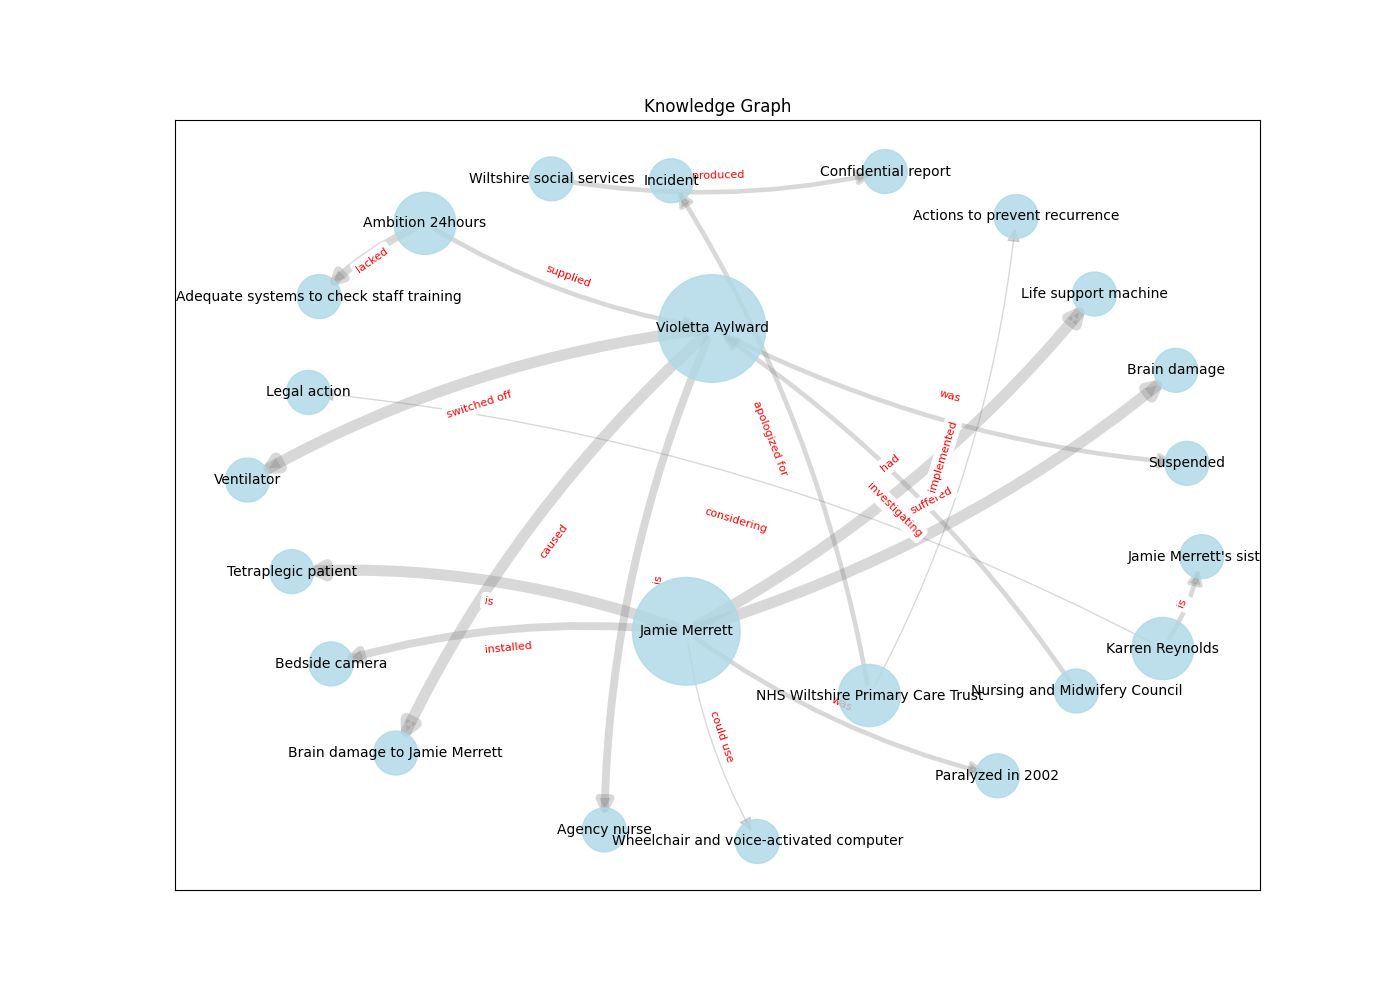 Knowledge Graph
Wiltshire social services
Incident
produced
Confidential report
Ambition 24hours
Actions to prevent recurrence
lacked
supplied
Adequate systems to check staff training
Life support machine
Violetta Aylward
Brain damage
Legal action
switched off
was
apologized for
implemented
had
Suspended
Ventilator
investigating
suffered
considering
caused
Jamie Merrett's sist
Tetraplegic patient
is
is
is
Jamie Merrett
installed
Karren Reynolds
Bedside camera
NHS Wiltshire Primary Care Trust
Nursing and Midwifery Council
was
could use
Brain damage to Jamie Merrett
Paralyzed in 2002
Agency nurse
Wheelchair and voice-activated computer